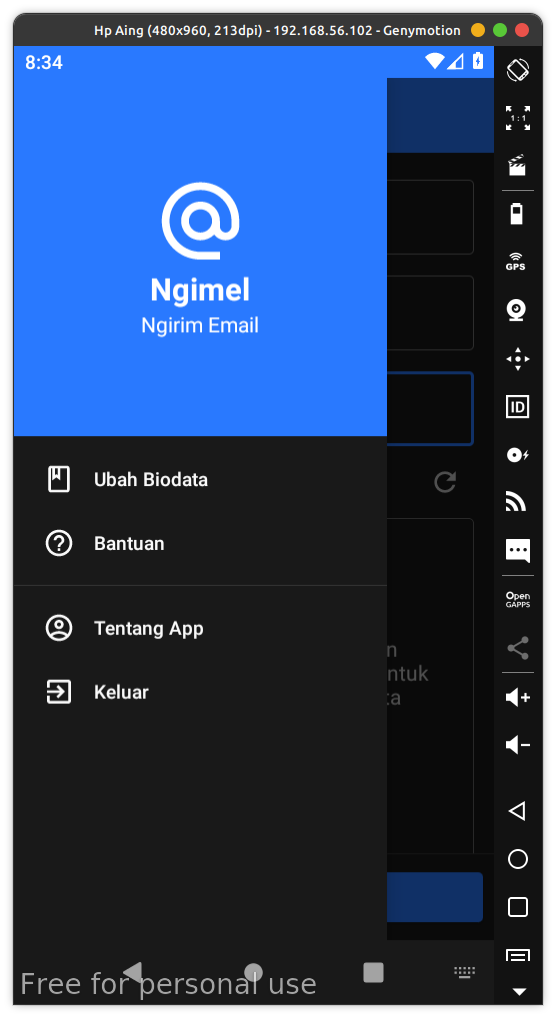 Hp Aing (480x960, 213dpi) - 192.168.56.102 - Genymotion
8:34
1 : 1
GPS
Ngimel
Ngirim Email
ID
Ubah Biodata
Bantuan
Open
GAPPS
Tentang App
n
ntuk
ta
Keluar
Free for personal use